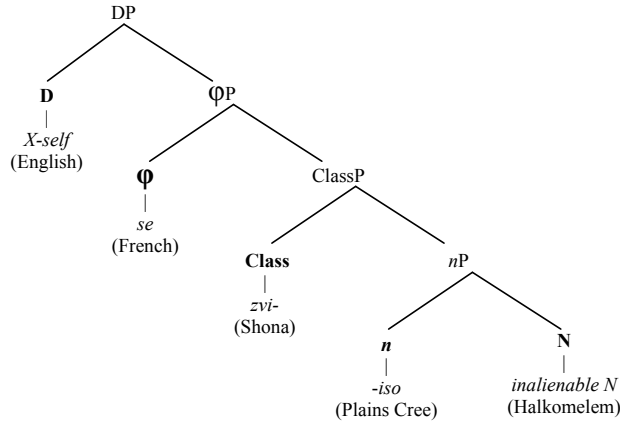 DP
D φP
X-self
(English)
φ ClassP
se
(French)
Class nP
zvi-
(Shona)
n N
-iso inalienable N
(Plains Cree) (Halkomelem)